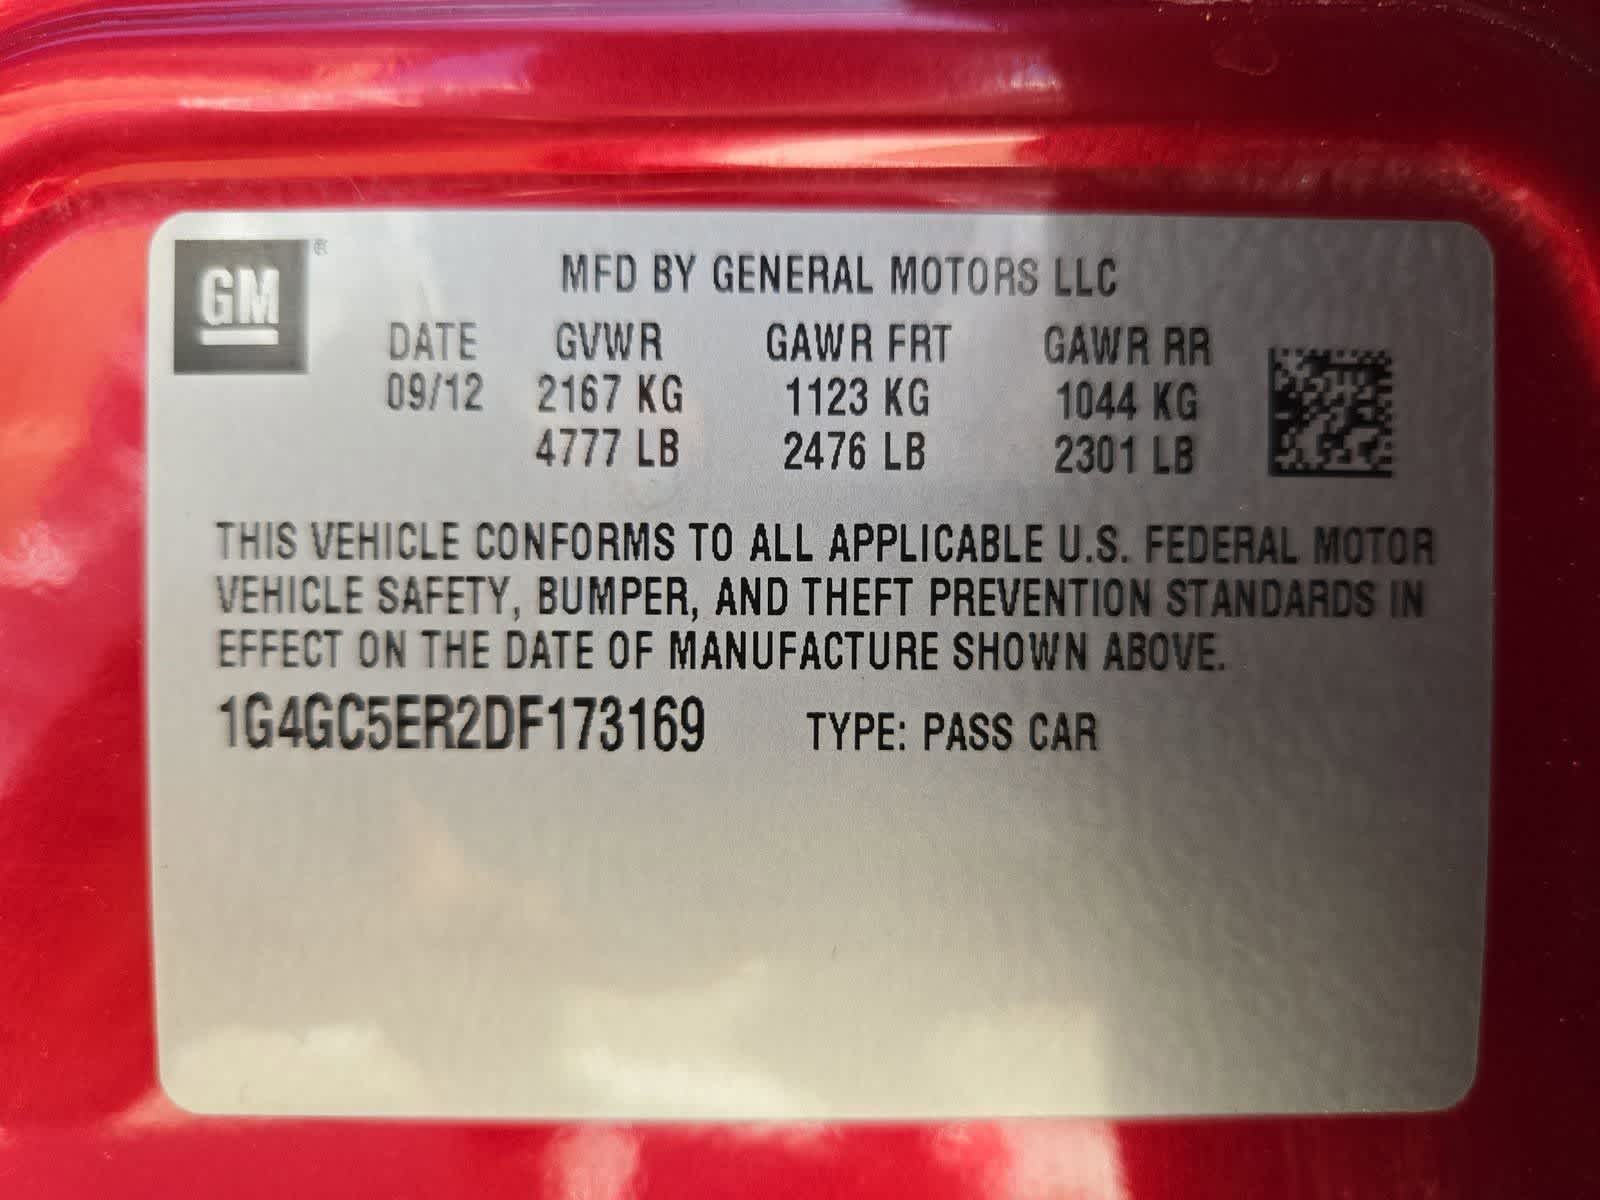 GM ®
MFD BY GENERAL MOTORS LLC
DATE GVWR GAWR FRT GAWR RR
09/12 2167 KG 1123 KG 1044 KG
4777 LB 2476 LB 2301 LB
THIS VEHICLE CONFORMS TO ALL APPLICABLE U.S. FEDERAL MOTOR
VEHICLE SAFETY, BUMPER, AND THEFT PREVENTION STANDARDS IN
EFFECT ON THE DATE OF MANUFACTURE SHOWN ABOVE.
1G4GC5ER2DF173169 TYPE: PASS CAR